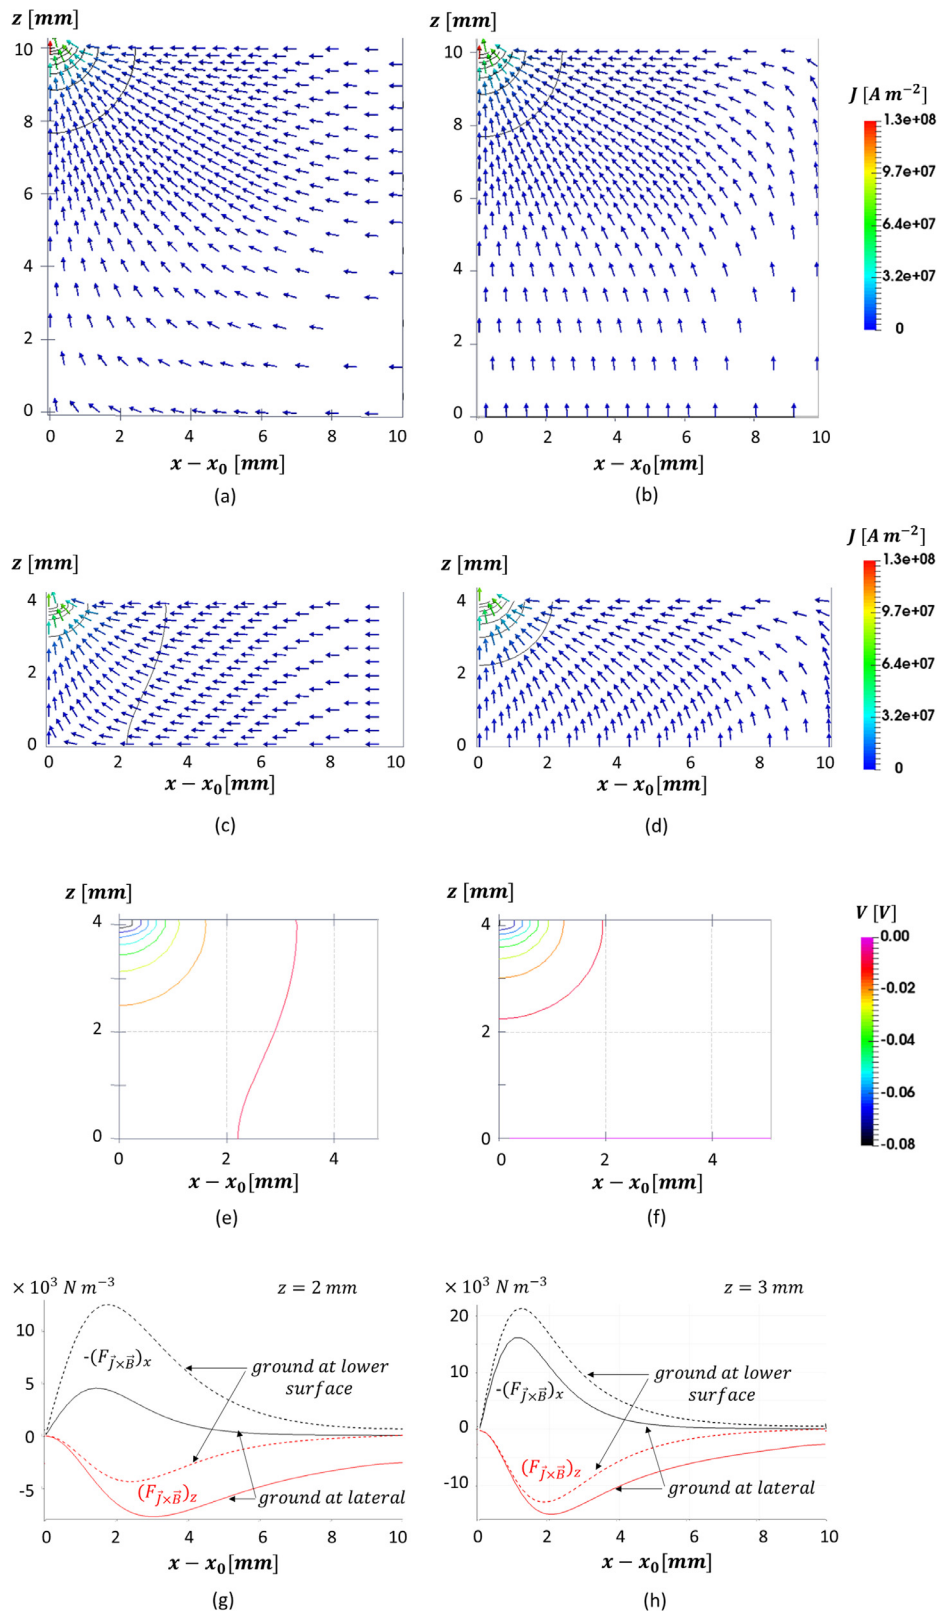 z [mm]
z [mm]
10
8
6
4
2
0
0 2 4 6 8 10
x − x₀ [mm]
(a)
10
8
6
4
2
0
0 2 4 6 8 10
x − x₀[mm]
(b)
J [A m⁻²]
1.3e+08
9.7e+07
6.4e+07
3.2e+07
0
z [mm]
z [mm]
4
2
0
0 2 4 6 8 10
x − x₀[mm]
(c)
4
2
0
0 2 4 6 8 10
x − x₀[mm]
(d)
J [A m⁻²]
1.3e+08
9.7e+07
6.4e+07
3.2e+07
0
z [mm]
z [mm]
4
2
0
0 2 4
x − x₀[mm]
(e)
4
2
0
0 2 4
x − x₀[mm]
(f)
V [V]
0.00
-0.02
-0.04
-0.06
-0.08
× 10³ N m⁻³
z = 2 mm
10
5
0
-5
-(F_{j⃗×B⃗})_x
ground at lower
surface
(F_{j⃗×B⃗})_z
ground at lateral
0 2 4 6 8 10
x − x₀[mm]
(g)
× 10³ N m⁻³
z = 3 mm
20
10
0
-10
-(F_{j⃗×B⃗})_x
ground at lower
surface
(F_{j⃗×B⃗})_z
ground at lateral
0 2 4 6 8 10
x − x₀[mm]
(h)